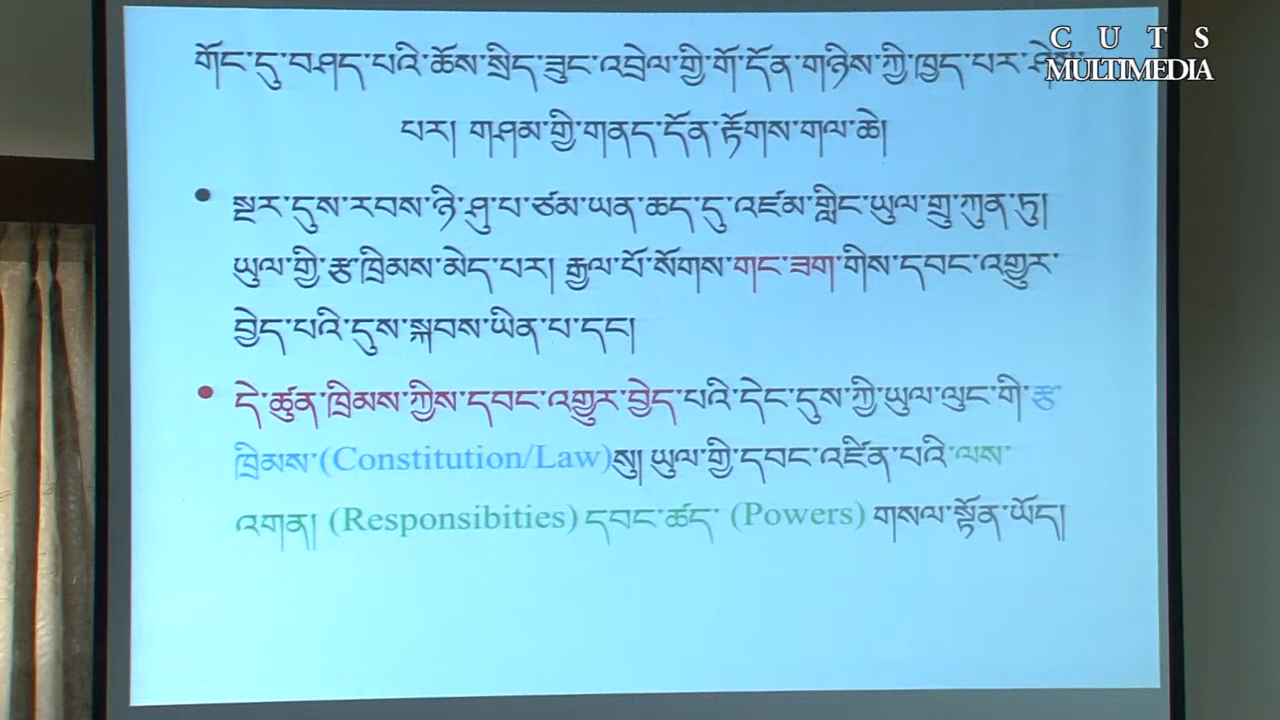 གོང་དུ་བཤད་པའི་ཆོས་སྲིད་ཟུང་འབྲེལ་གྱི་གོ་དོན་གཉིས་ཀྱི་ཁྱད་པར་ཤེས་
པར། གཤམ་གྱི་གནད་དོན་རྟོགས་གལ་ཆེ།
• སྔར་དུས་རབས་ཉི་ཤུ་པ་ཙམ་ཡན་ཆད་དུ་འཛམ་གླིང་ཡུལ་གྲུ་ཀུན་ཏུ།
ཡུལ་གྱི་རྩ་ཁྲིམས་མེད་པར། རྒྱལ་པོ་སོགས་གང་ཟག་གིས་དབང་འགྱུར་
བྱེད་པའི་དུས་སྐབས་ཡིན་པ་དང།
• དེ་ཚུན་ཁྲིམས་ཀྱིས་དབང་འགྱུར་བྱེད་པའི་དེང་དུས་ཀྱི་ཡུལ་ལུང་གི་རྩ་
ཁྲིམས་(Constitution/Law)སུ། ཡུལ་གྱི་དབང་འཛིན་པའི་ལས་
འགན། (Responsibities) དབང་ཚད་ (Powers) གསལ་སྟོན་ཡོད།
CUTS
MULTIMEDIA